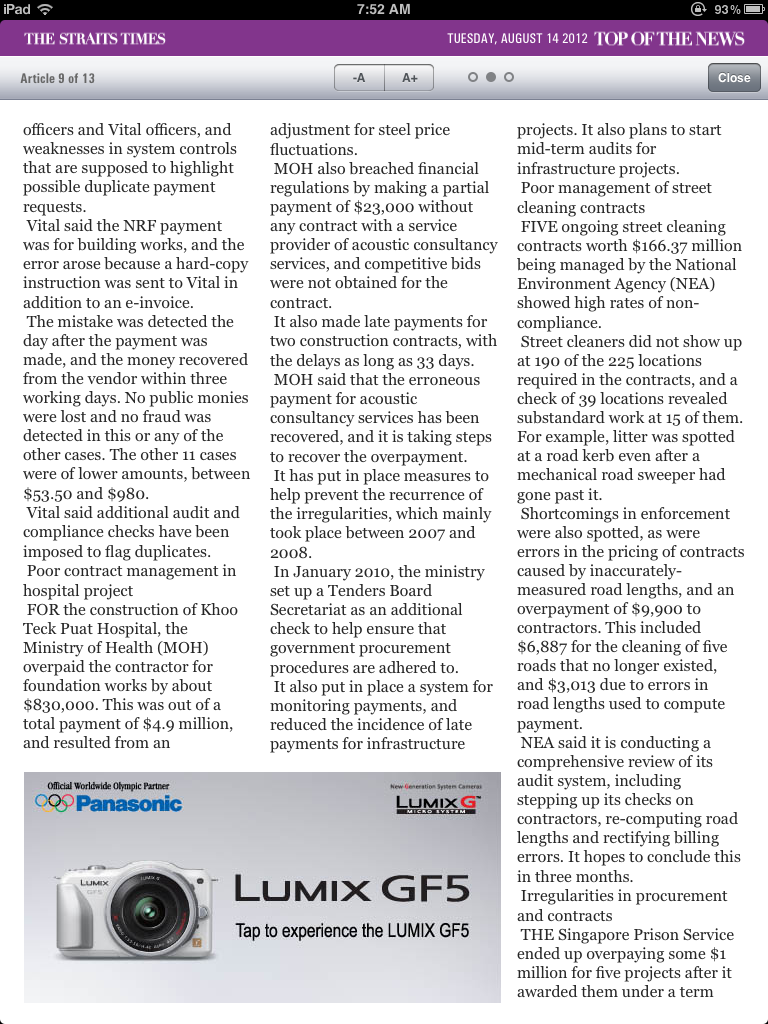 iPad
7:52 AM
93%
THE STRAITS TIMES
TUESDAY, AUGUST 14 2012 TOP OF THE NEWS
Article 9 of 13
-A
A+
Close
officers and Vital officers, and
weaknesses in system controls
that are supposed to highlight
possible duplicate payment
requests.
Vital said the NRF payment
was for building works, and the
error arose because a hard-copy
instruction was sent to Vital in
addition to an e-invoice.
The mistake was detected the
day after the payment was
made, and the money recovered
from the vendor within three
working days. No public monies
were lost and no fraud was
detected in this or any of the
other cases. The other 11 cases
were of lower amounts, between
$53.50 and $980.
Vital said additional audit and
compliance checks have been
imposed to flag duplicates.
Poor contract management in
hospital project
FOR the construction of Khoo
Teck Puat Hospital, the
Ministry of Health (MOH)
overpaid the contractor for
foundation works by about
$830,000. This was out of a
total payment of $4.9 million,
and resulted from an
adjustment for steel price
fluctuations.
MOH also breached financial
regulations by making a partial
payment of $23,000 without
any contract with a service
provider of acoustic consultancy
services, and competitive bids
were not obtained for the
contract.
It also made late payments for
two construction contracts, with
the delays as long as 33 days.
MOH said that the erroneous
payment for acoustic
consultancy services has been
recovered, and it is taking steps
to recover the overpayment.
It has put in place measures to
help prevent the recurrence of
the irregularities, which mainly
took place between 2007 and
2008.
In January 2010, the ministry
set up a Tenders Board
Secretariat as an additional
check to help ensure that
government procurement
procedures are adhered to.
It also put in place a system for
monitoring payments, and
reduced the incidence of late
payments for infrastructure
projects. It also plans to start
mid-term audits for
infrastructure projects.
Poor management of street
cleaning contracts
FIVE ongoing street cleaning
contracts worth $166.37 million
being managed by the National
Environment Agency (NEA)
showed high rates of non-
compliance.
Street cleaners did not show up
at 190 of the 225 locations
required in the contracts, and a
check of 39 locations revealed
substandard work at 15 of them.
For example, litter was spotted
at a road kerb even after a
mechanical road sweeper had
gone past it.
Shortcomings in enforcement
were also spotted, as were
errors in the pricing of contracts
caused by inaccurately-
measured road lengths, and an
overpayment of $9,900 to
contractors. This included
$6,887 for the cleaning of five
roads that no longer existed,
and $3,013 due to errors in
road lengths used to compute
payment.
NEA said it is conducting a
comprehensive review of its
audit system, including
stepping up its checks on
contractors, re-computing road
lengths and rectifying billing
errors. It hopes to conclude this
in three months.
Irregularities in procurement
and contracts
THE Singapore Prison Service
ended up overpaying some $1
million for five projects after it
awarded them under a term
Official Worldwide Olympic Partner
Panasonic
New-Generation System Cameras
LUMIX G™
MICRO SYSTEM
LUMIX G
LUMIX
GF5
LUMIX GF5
Tap to experience the LUMIX GF5